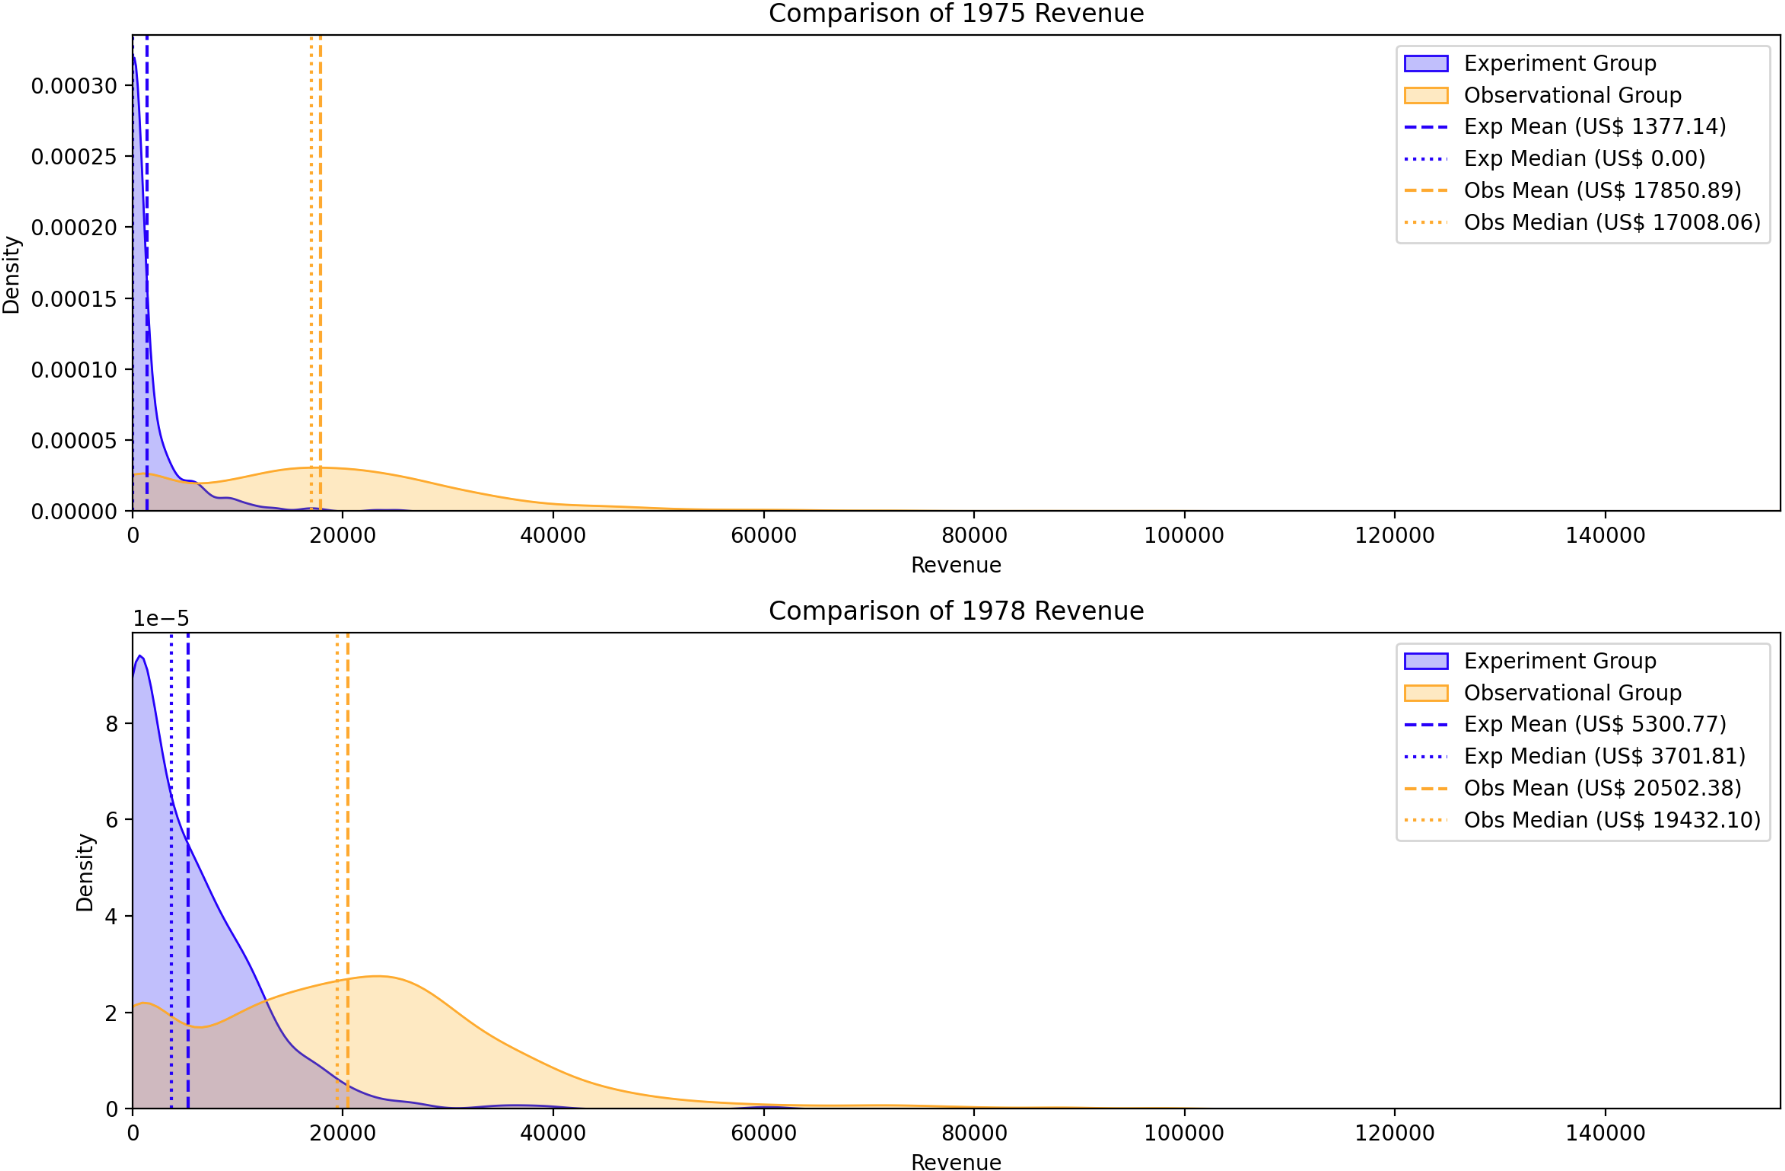 Comparison of 1975 Revenue
Density
0.00030
0.00025
0.00020
0.00015
0.00010
0.00005
0.00000
Experiment Group
Observational Group
Exp Mean (US$ 1377.14)
Exp Median (US$ 0.00)
Obs Mean (US$ 17850.89)
Obs Median (US$ 17008.06)
0 20000 40000 60000 80000 100000 120000 140000
Revenue
Comparison of 1978 Revenue
1e−5
Density
8
6
4
2
0
Experiment Group
Observational Group
Exp Mean (US$ 5300.77)
Exp Median (US$ 3701.81)
Obs Mean (US$ 20502.38)
Obs Median (US$ 19432.10)
0 20000 40000 60000 80000 100000 120000 140000
Revenue